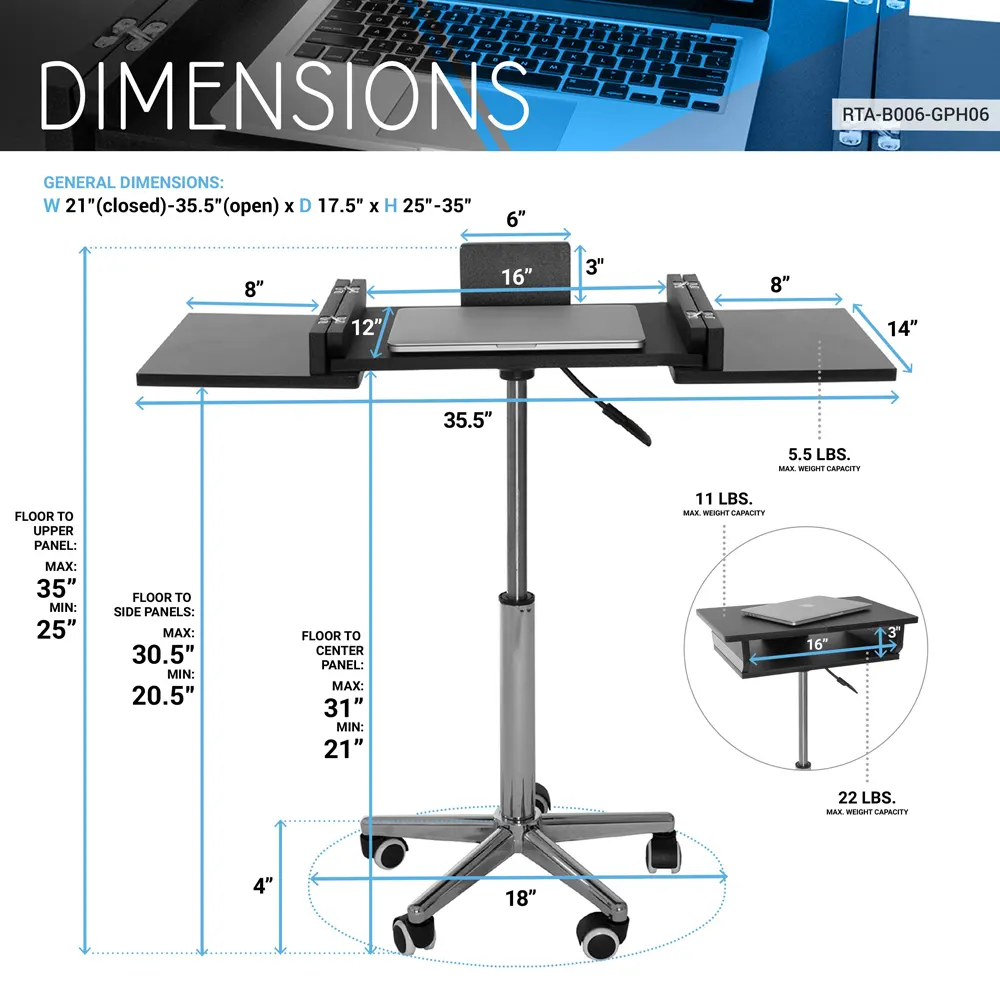 DIMENSIONS
RTA-B006-GPH06
GENERAL DIMENSIONS:
W 21"(closed)-35.5"(open) x D 17.5" x H 25"-35"
6”
3"
16”
8”
8”
12”
14”
35.5”
5.5 LBS.
MAX. WEIGHT CAPACITY
11 LBS.
MAX. WEIGHT CAPACITY
FLOOR TO
UPPER
PANEL:
MAX:
35”
MIN:
25”
FLOOR TO
SIDE PANELS:
MAX:
30.5”
MIN:
20.5”
FLOOR TO
CENTER
PANEL:
MAX:
31”
MIN:
21”
3"
16”
22 LBS.
MAX. WEIGHT CAPACITY
4”
18”